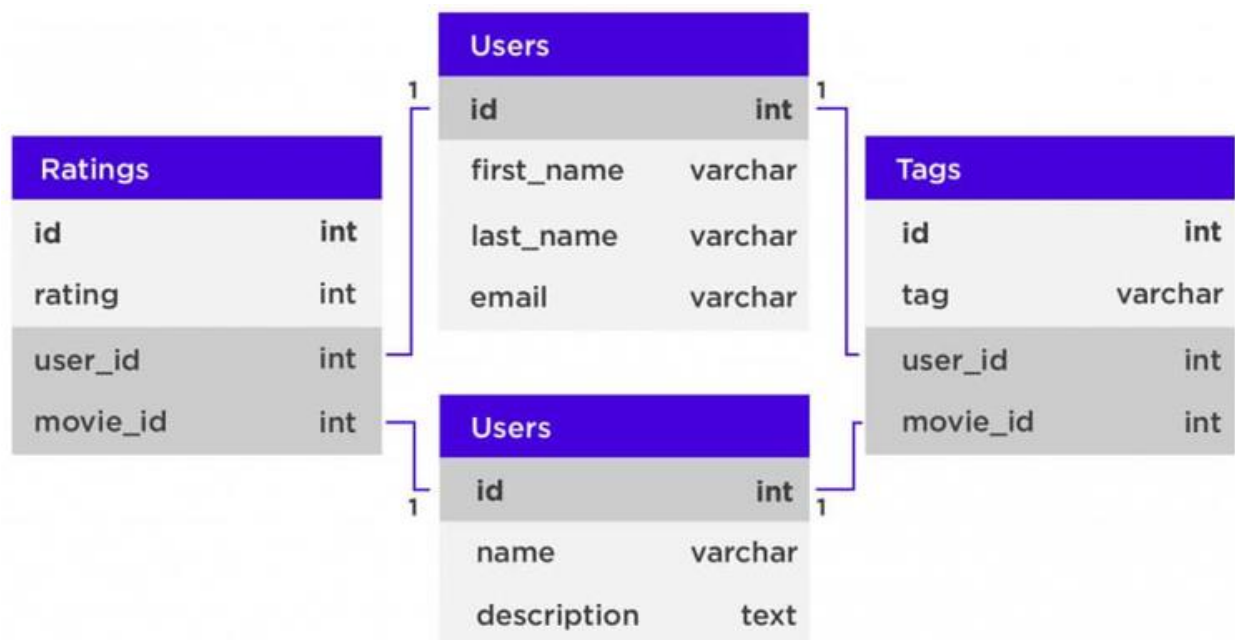 Users
1
id int
1
first_name varchar
last_name varchar
email varchar
Ratings
id int
rating int
user_id int
movie_id int
Tags
id int
tag varchar
user_id int
movie_id int
Users
1
id int
1
name varchar
description text